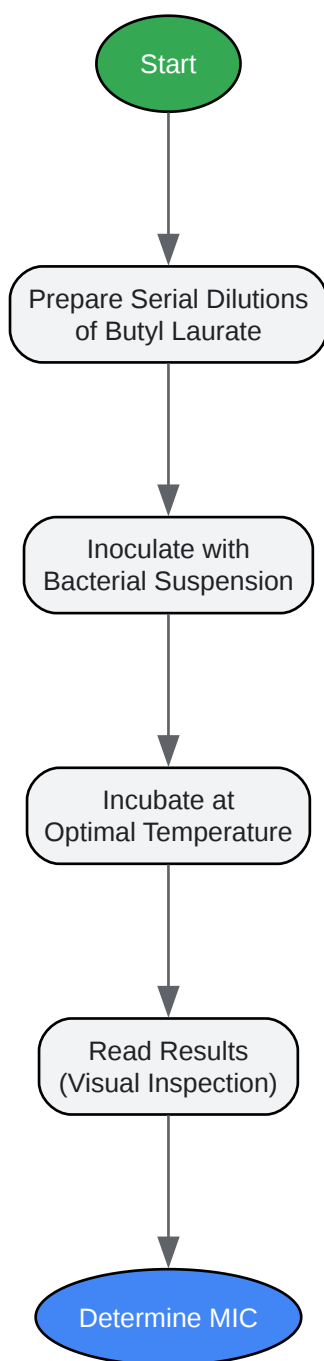 Start
Prepare Serial Dilutions
of Butyl Laurate
Inoculate with
Bacterial Suspension
Incubate at
Optimal Temperature
Read Results
(Visual Inspection)
Determine MIC